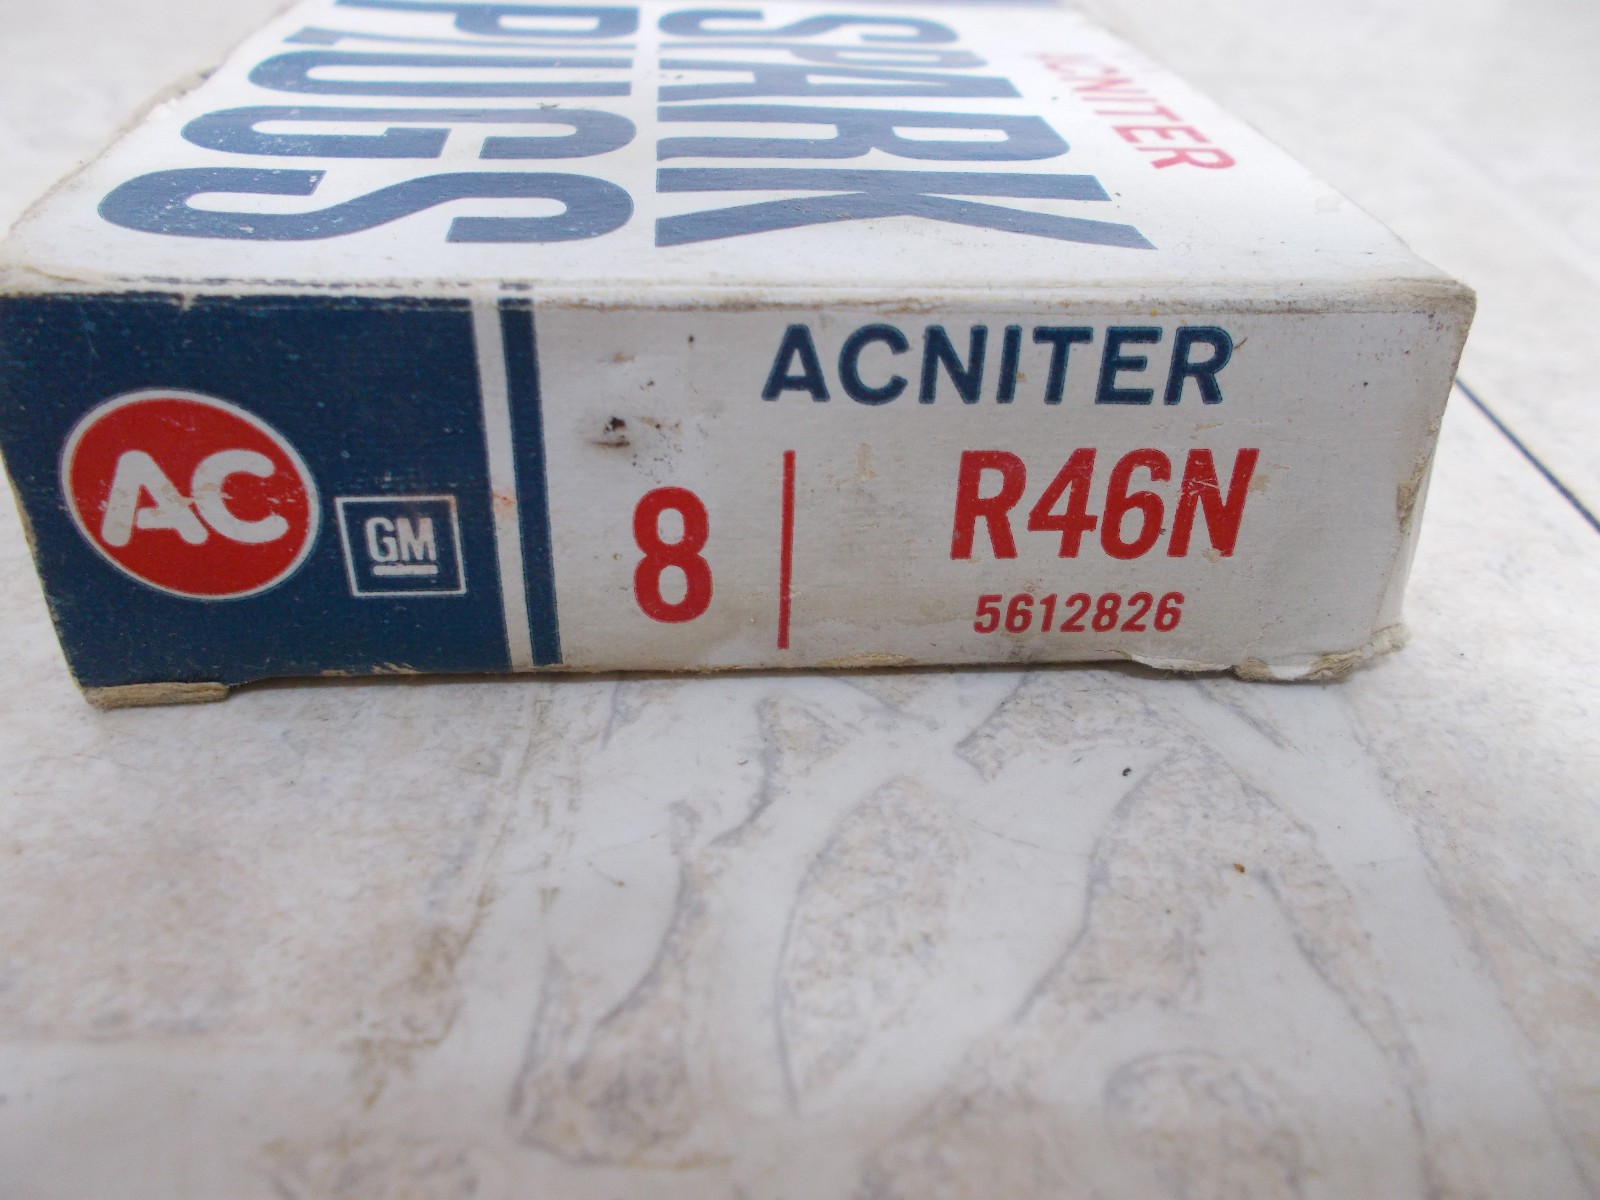 SPARK
PLUGS
ACNITER
AC
GM
ACNITER
8
R46N
5612826